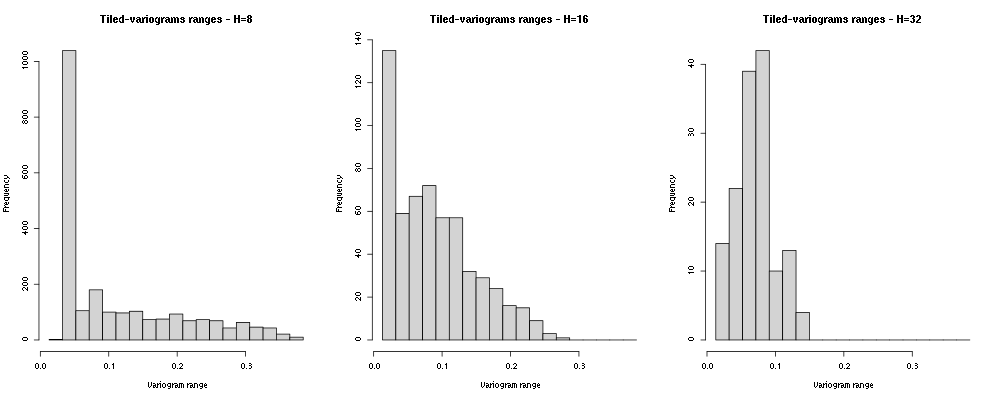 Tiled-variograms ranges - H=8
Tiled-variograms ranges - H=16
Tiled-variograms ranges - H=32
Frequency
0
200
400
600
800
1000
0.0 0.1 0.2 0.3
Variogram range
Frequency
0
20
40
60
80
100
120
140
0.0 0.1 0.2 0.3
Variogram range
Frequency
0
10
20
30
40
0.0 0.1 0.2 0.3
Variogram range